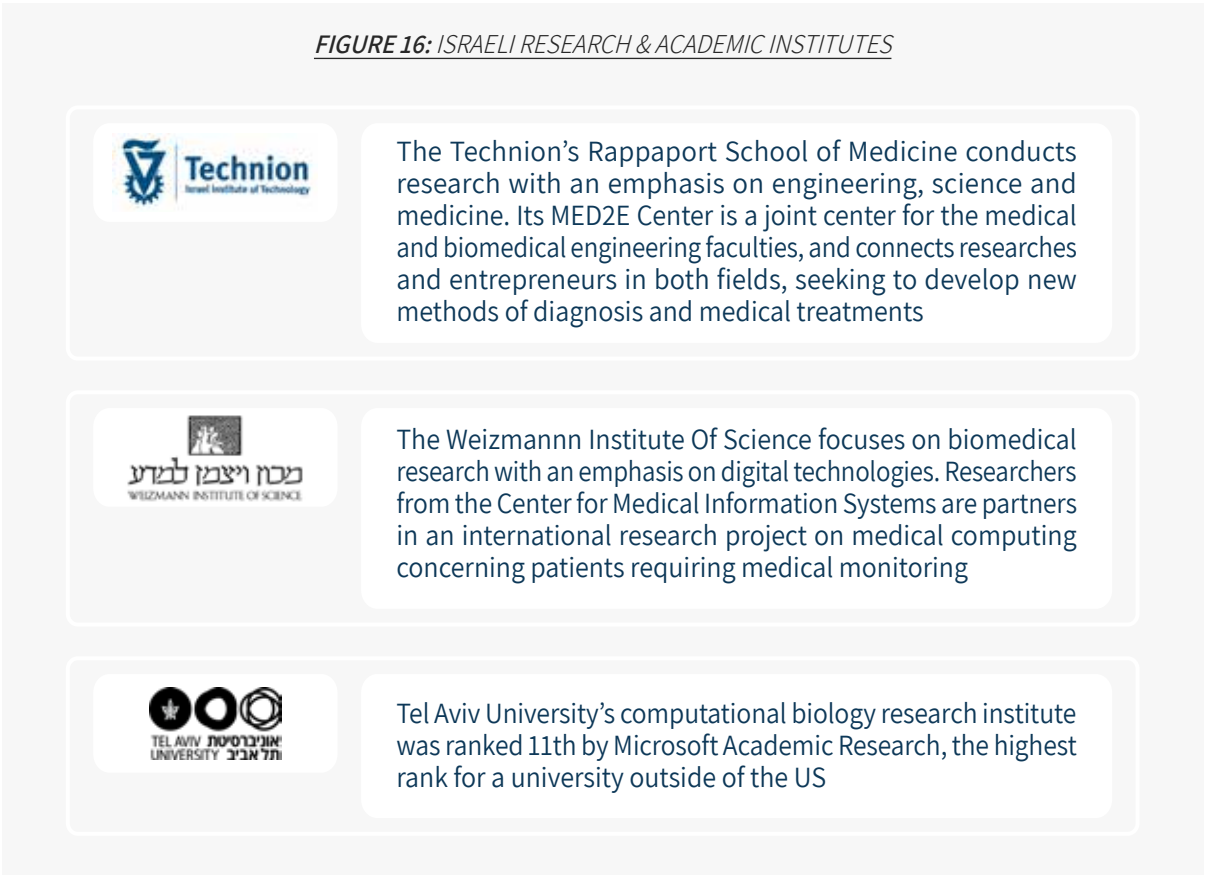 FIGURE 16: ISRAELI RESEARCH & ACADEMIC INSTITUTES
Technion
Israel Institute of Technology
The Technion’s Rappaport School of Medicine conducts
research with an emphasis on engineering, science and
medicine. Its MED2E Center is a joint center for the medical
and biomedical engineering faculties, and connects researches
and entrepreneurs in both fields, seeking to develop new
methods of diagnosis and medical treatments
מכון ויצמן למדע
WEIZMANN INSTITUTE OF SCIENCE
The Weizmannn Institute Of Science focuses on biomedical
research with an emphasis on digital technologies. Researchers
from the Center for Medical Information Systems are partners
in an international research project on medical computing
concerning patients requiring medical monitoring
TEL AVIV אוניברסיטת
UNIVERSITY תל אביב
Tel Aviv University’s computational biology research institute
was ranked 11th by Microsoft Academic Research, the highest
rank for a university outside of the US